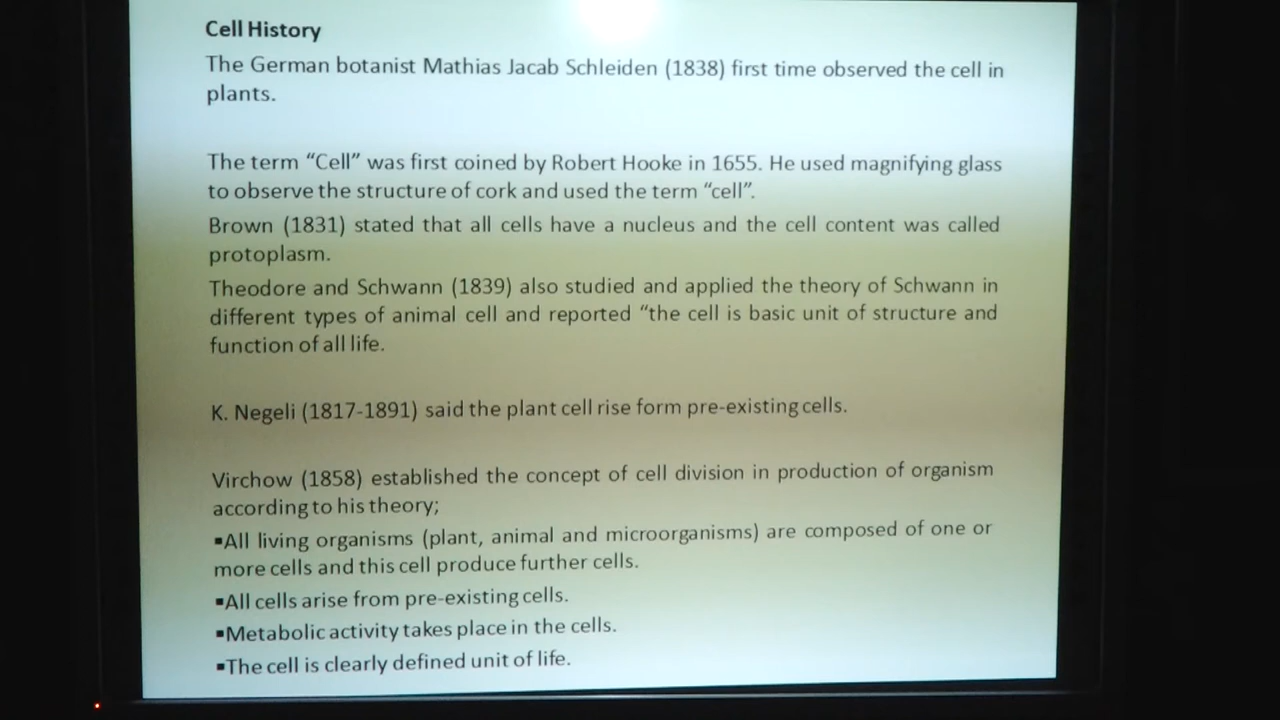 Cell History
The German botanist Mathias Jacab Schleiden (1838) first time observed the cell in
plants.
The term “Cell” was first coined by Robert Hooke in 1655. He used magnifying glass
to observe the structure of cork and used the term “cell”.
Brown (1831) stated that all cells have a nucleus and the cell content was called
protoplasm.
Theodore and Schwann (1839) also studied and applied the theory of Schwann in
different types of animal cell and reported “the cell is basic unit of structure and
function of all life.
K. Negeli (1817-1891) said the plant cell rise form pre-existing cells.
Virchow (1858) established the concept of cell division in production of organism
according to his theory;
▪All living organisms (plant, animal and microorganisms) are composed of one or
more cells and this cell produce further cells.
▪All cells arise from pre-existing cells.
▪Metabolic activity takes place in the cells.
▪The cell is clearly defined unit of life.